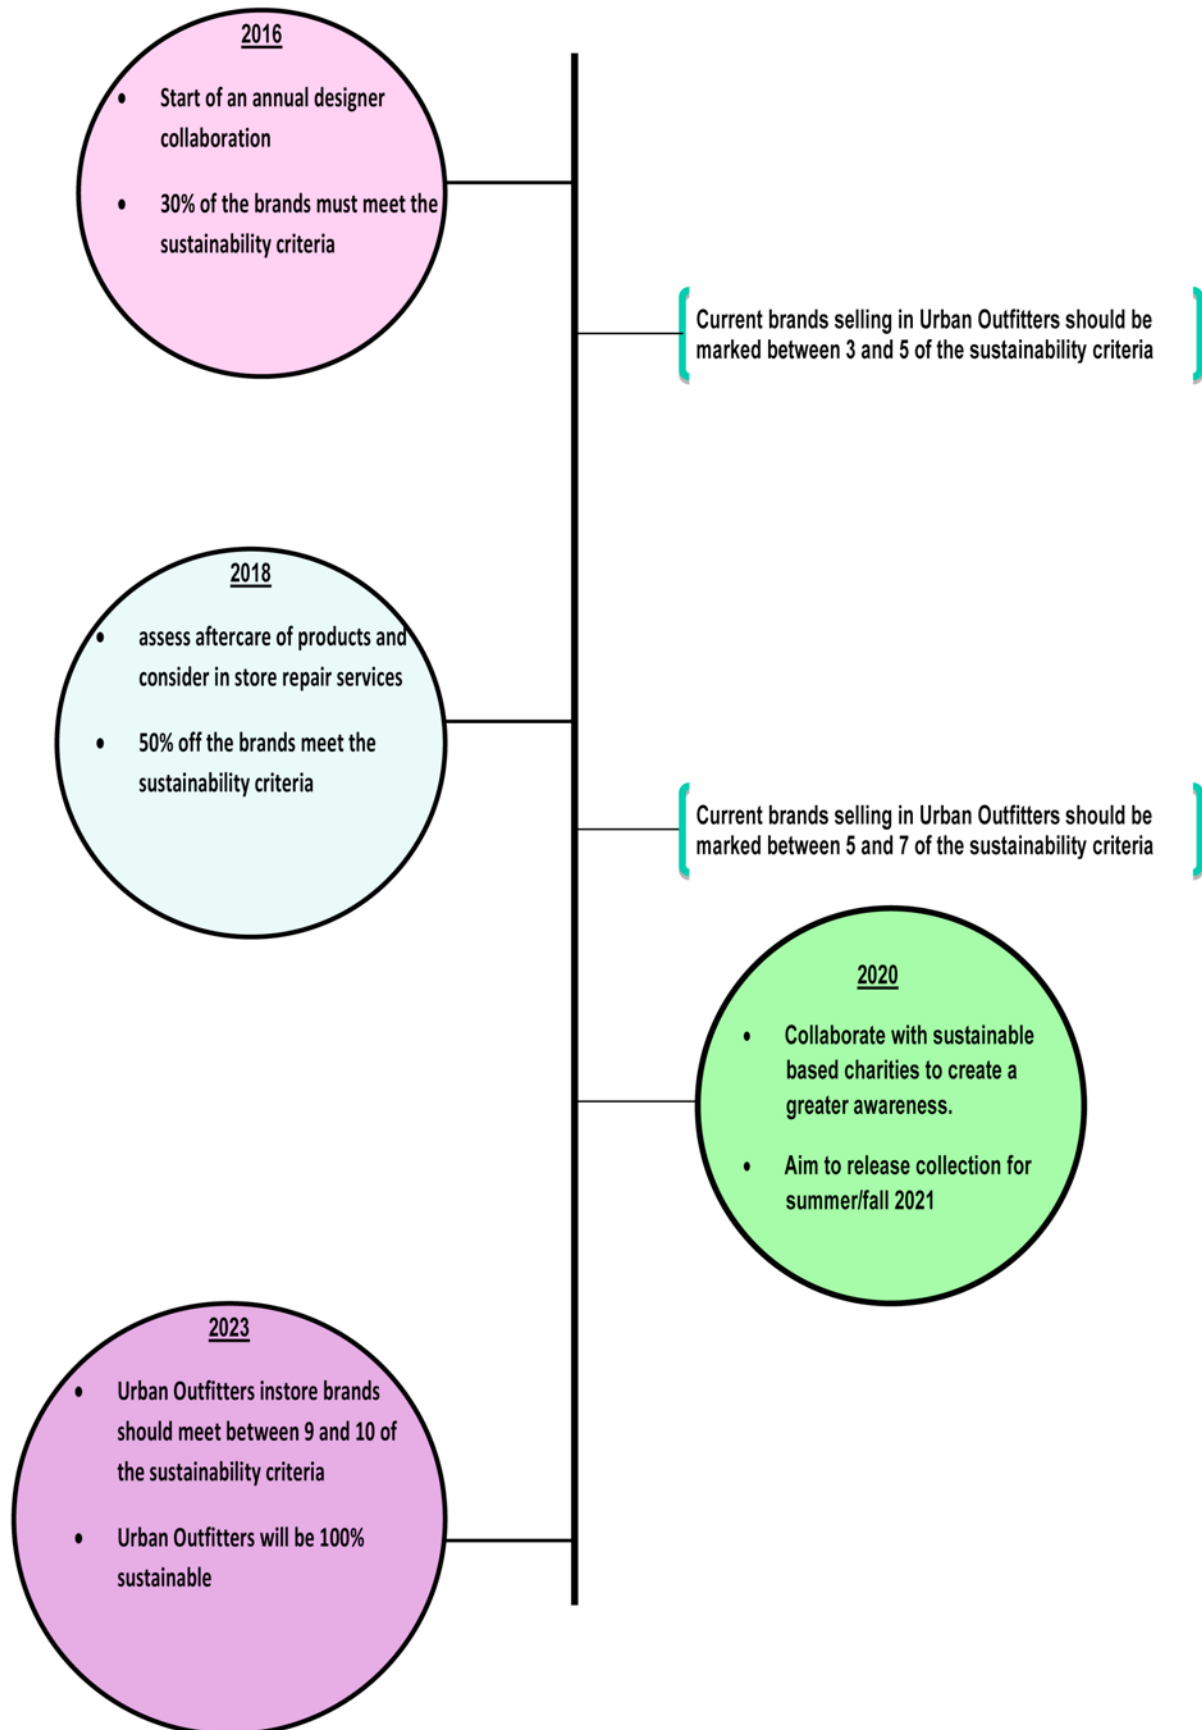 2016
• Start of an annual designer
collaboration
• 30% of the brands must meet the
sustainability criteria
Current brands selling in Urban Outfitters should be
marked between 3 and 5 of the sustainability criteria
2018
• assess aftercare of products and
consider in store repair services
• 50% off the brands meet the
sustainability criteria
Current brands selling in Urban Outfitters should be
marked between 5 and 7 of the sustainability criteria
2020
• Collaborate with sustainable
based charities to create a
greater awareness.
• Aim to release collection for
summer/fall 2021
2023
• Urban Outfitters instore brands
should meet between 9 and 10 of
the sustainability criteria
• Urban Outfitters will be 100%
sustainable